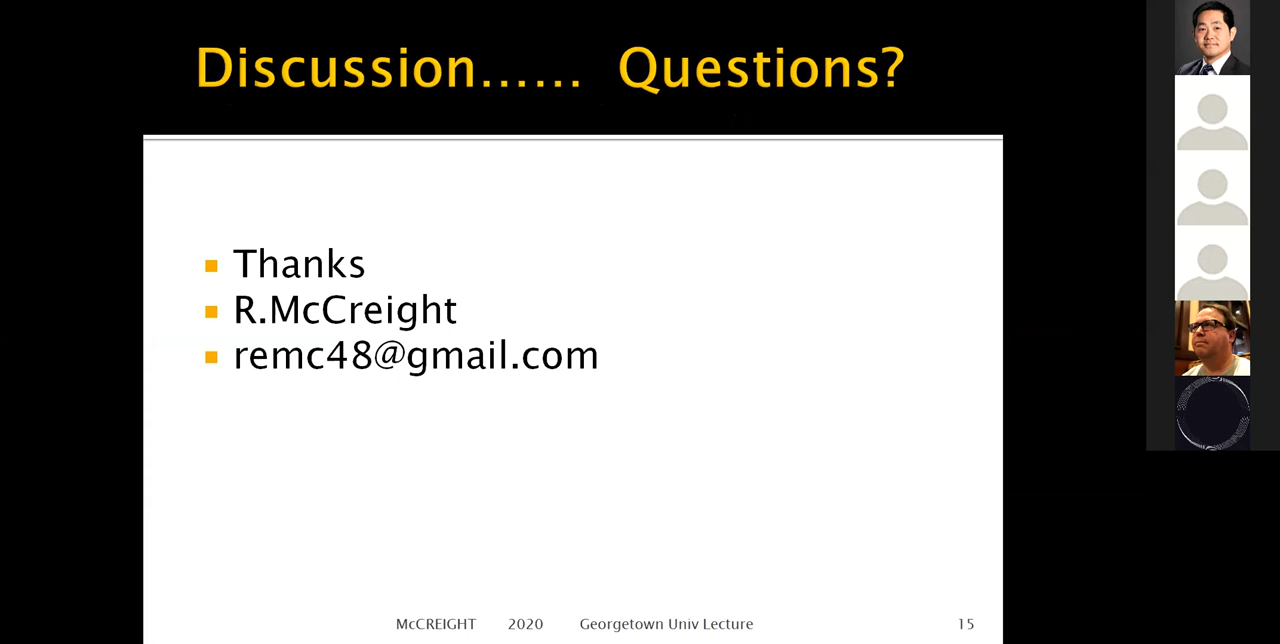 Discussion...... Questions?
Thanks
R.McCreight
remc48@gmail.com
McCREIGHT 2020 Georgetown Univ Lecture 15